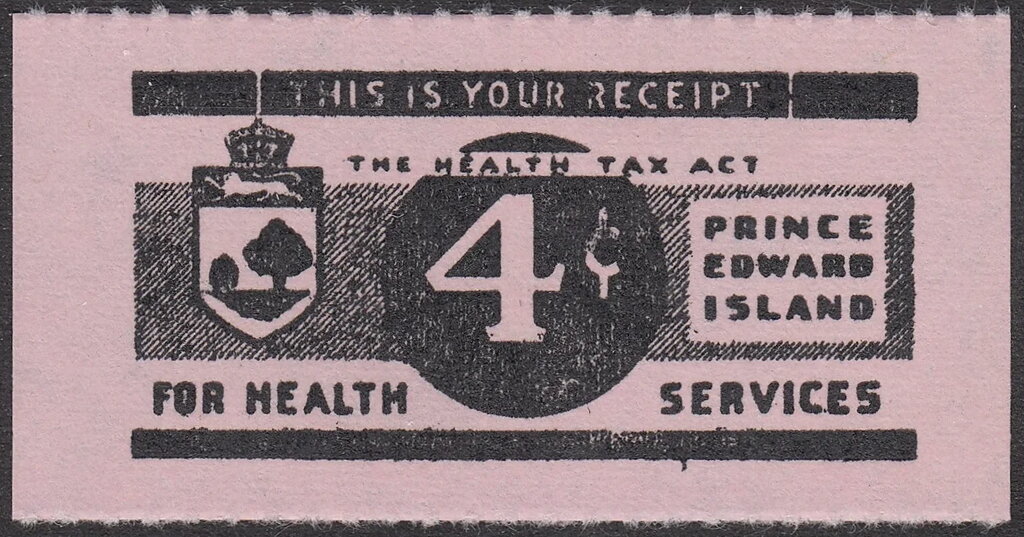 THIS IS YOUR RECEIPT
THE HEALTH TAX ACT
4¢
PRINCE
EDWARD
ISLAND
FOR HEALTH SERVICES